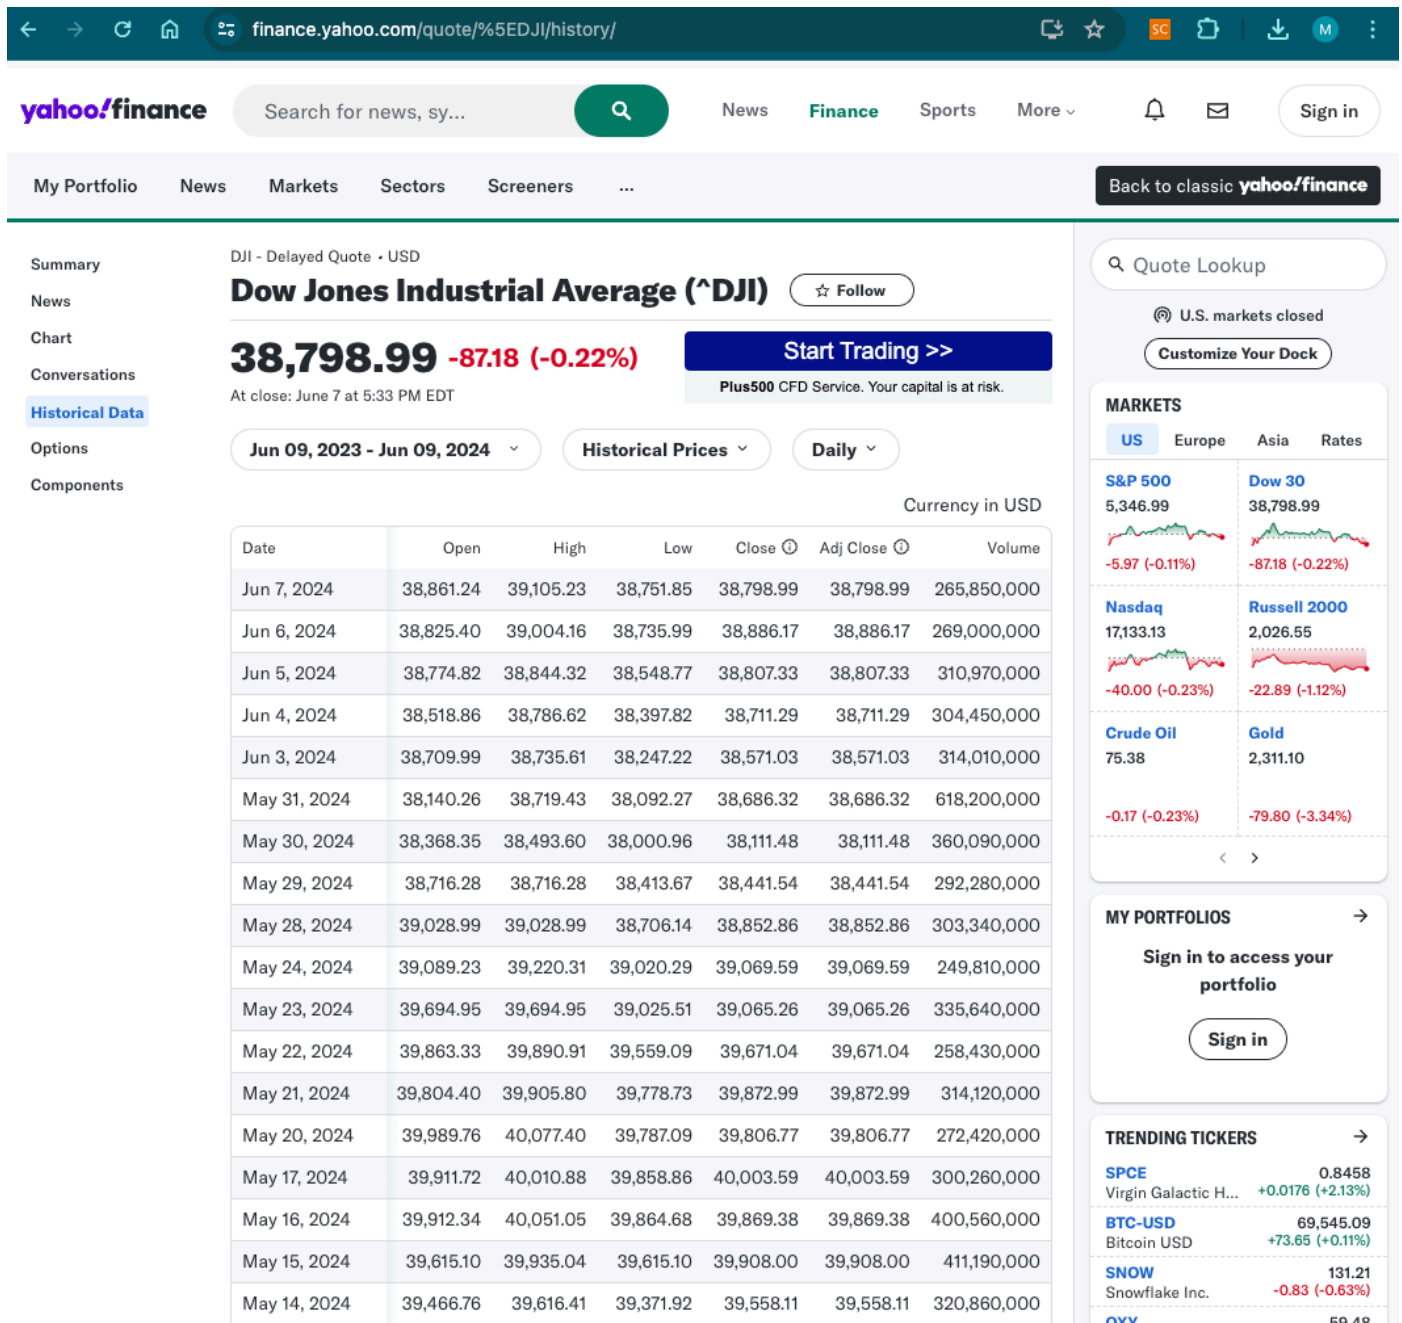 finance.yahoo.com/quote/%5EDJI/history/
SC
M
yahoo!finance
Search for news, sy...
News Finance Sports More
Sign in
My Portfolio News Markets Sectors Screeners ...
Back to classic yahoo!finance
Summary
News
Chart
Conversations
Historical Data
Options
Components
DJI - Delayed Quote • USD
Dow Jones Industrial Average (^DJI)
Follow
38,798.99 -87.18 (-0.22%)
At close: June 7 at 5:33 PM EDT
Start Trading >>
Plus500 CFD Service. Your capital is at risk.
Jun 09, 2023 - Jun 09, 2024
Historical Prices
Daily
Currency in USD
Date Open High Low Close Adj Close Volume
Jun 7, 2024 38,861.24 39,105.23 38,751.85 38,798.99 38,798.99 265,850,000
Jun 6, 2024 38,825.40 39,004.16 38,735.99 38,886.17 38,886.17 269,000,000
Jun 5, 2024 38,774.82 38,844.32 38,548.77 38,807.33 38,807.33 310,970,000
Jun 4, 2024 38,518.86 38,786.62 38,397.82 38,711.29 38,711.29 304,450,000
Jun 3, 2024 38,709.99 38,735.61 38,247.22 38,571.03 38,571.03 314,010,000
May 31, 2024 38,140.26 38,719.43 38,092.27 38,686.32 38,686.32 618,200,000
May 30, 2024 38,368.35 38,493.60 38,000.96 38,111.48 38,111.48 360,090,000
May 29, 2024 38,716.28 38,716.28 38,413.67 38,441.54 38,441.54 292,280,000
May 28, 2024 39,028.99 39,028.99 38,706.14 38,852.86 38,852.86 303,340,000
May 24, 2024 39,089.23 39,220.31 39,020.29 39,069.59 39,069.59 249,810,000
May 23, 2024 39,694.95 39,694.95 39,025.51 39,065.26 39,065.26 335,640,000
May 22, 2024 39,863.33 39,890.91 39,559.09 39,671.04 39,671.04 258,430,000
May 21, 2024 39,804.40 39,905.80 39,778.73 39,872.99 39,872.99 314,120,000
May 20, 2024 39,989.76 40,077.40 39,787.09 39,806.77 39,806.77 272,420,000
May 17, 2024 39,911.72 40,010.88 39,858.86 40,003.59 40,003.59 300,260,000
May 16, 2024 39,912.34 40,051.05 39,864.68 39,869.38 39,869.38 400,560,000
May 15, 2024 39,615.10 39,935.04 39,615.10 39,908.00 39,908.00 411,190,000
May 14, 2024 39,466.76 39,616.41 39,371.92 39,558.11 39,558.11 320,860,000
Quote Lookup
U.S. markets closed
Customize Your Dock
MARKETS
US Europe Asia Rates
S&P 500 Dow 30
5,346.99 38,798.99
-5.97 (-0.11%) -87.18 (-0.22%)
Nasdaq Russell 2000
17,133.13 2,026.55
-40.00 (-0.23%) -22.89 (-1.12%)
Crude Oil Gold
75.38 2,311.10
-0.17 (-0.23%) -79.80 (-3.34%)
MY PORTFOLIOS
Sign in to access your
portfolio
Sign in
TRENDING TICKERS
SPCE 0.8458
Virgin Galactic H... +0.0176 (+2.13%)
BTC-USD 69,545.09
Bitcoin USD +73.65 (+0.11%)
SNOW 131.21
Snowflake Inc. -0.83 (-0.63%)
OXY 59.48